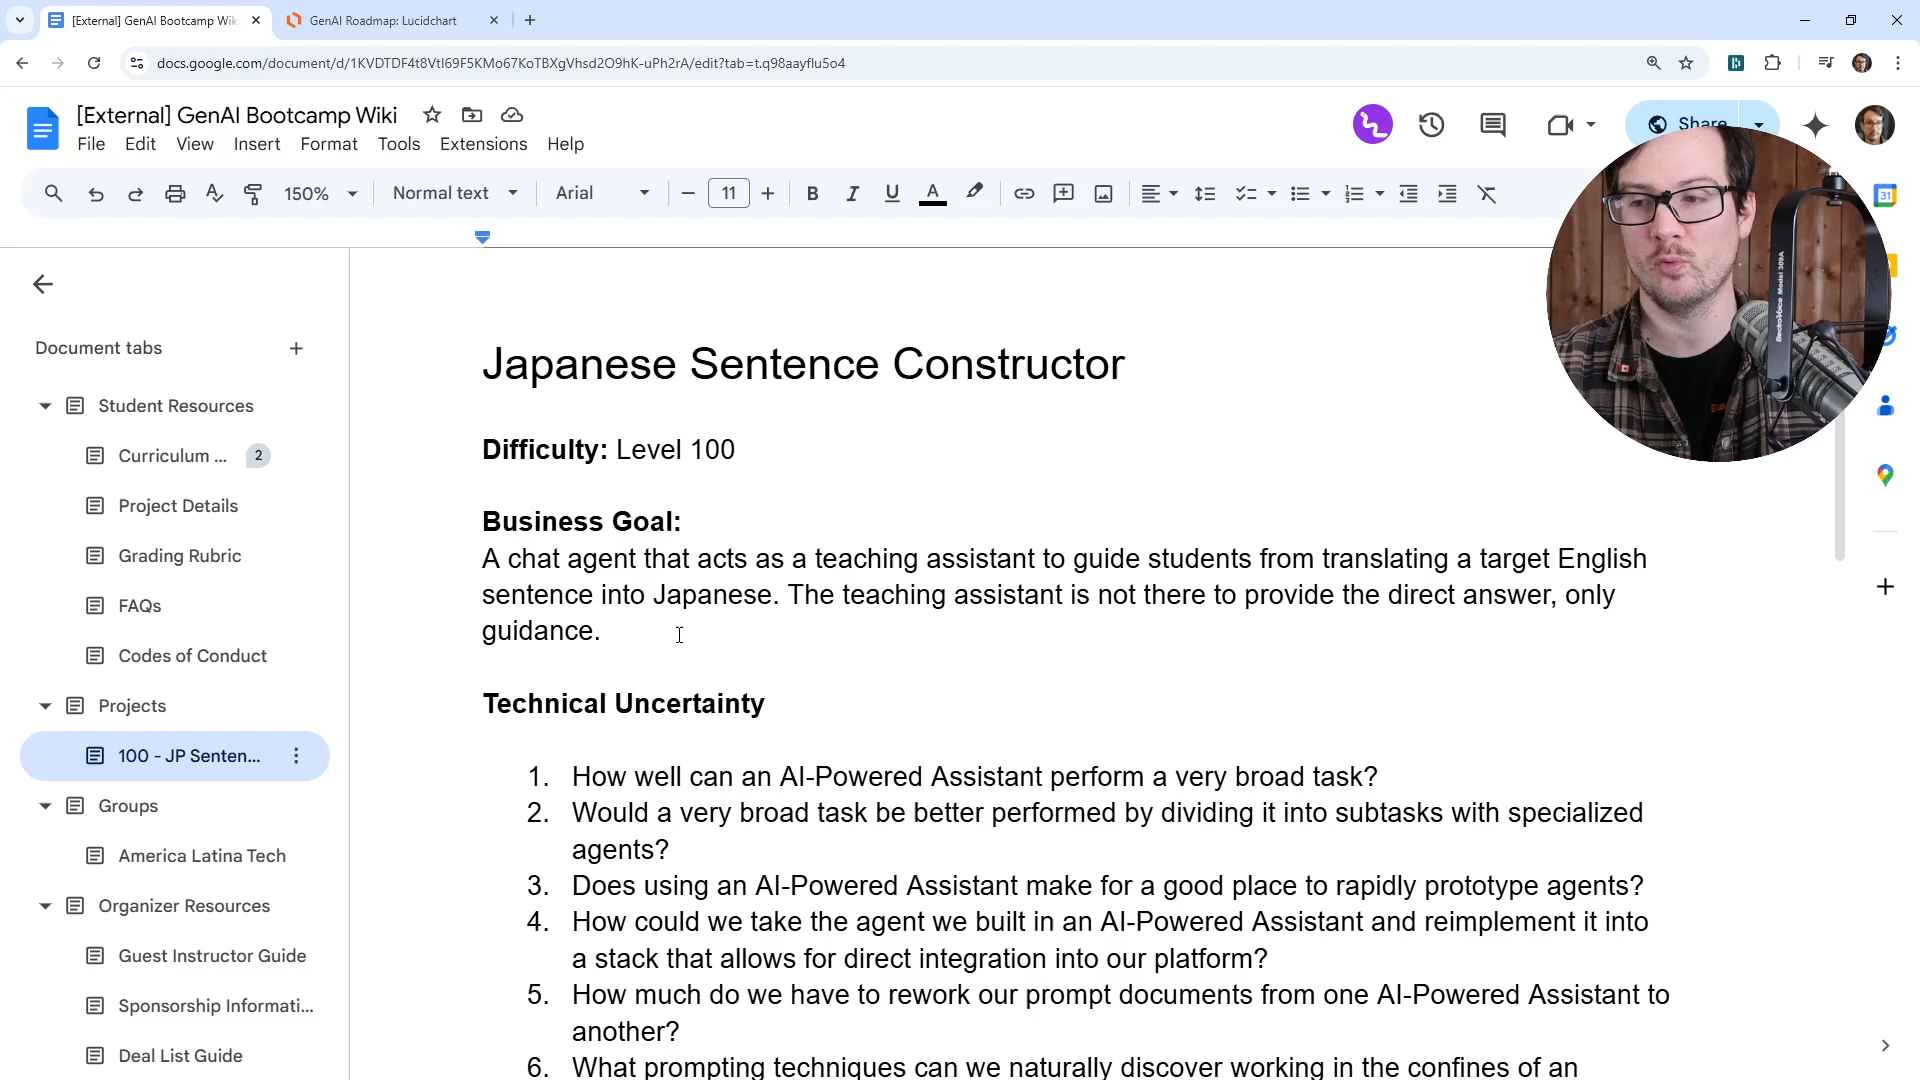 [External] GenAI Bootcamp Wik
GenAI Roadmap: Lucidchart
docs.google.com/document/d/1KVDTDF4t8Vtl69F5KMo67KoTBXgVhsd2O9hK-uPh2rA/edit?tab=t.q98aayflu5o4
[External] GenAI Bootcamp Wiki
File Edit View Insert Format Tools Extensions Help
Share
150% Normal text Arial 11
31
Document tabs
Student Resources
Curriculum ... 2
Project Details
Grading Rubric
FAQs
Codes of Conduct
Projects
100 - JP Senten...
Groups
America Latina Tech
Organizer Resources
Guest Instructor Guide
Sponsorship Informati...
Deal List Guide
Japanese Sentence Constructor
Difficulty: Level 100
Business Goal:
A chat agent that acts as a teaching assistant to guide students from translating a target English
sentence into Japanese. The teaching assistant is not there to provide the direct answer, only
guidance.
Technical Uncertainty
1. How well can an AI-Powered Assistant perform a very broad task?
2. Would a very broad task be better performed by dividing it into subtasks with specialized
agents?
3. Does using an AI-Powered Assistant make for a good place to rapidly prototype agents?
4. How could we take the agent we built in an AI-Powered Assistant and reimplement it into
a stack that allows for direct integration into our platform?
5. How much do we have to rework our prompt documents from one AI-Powered Assistant to
another?
6. What prompting techniques can we naturally discover working in the confines of an